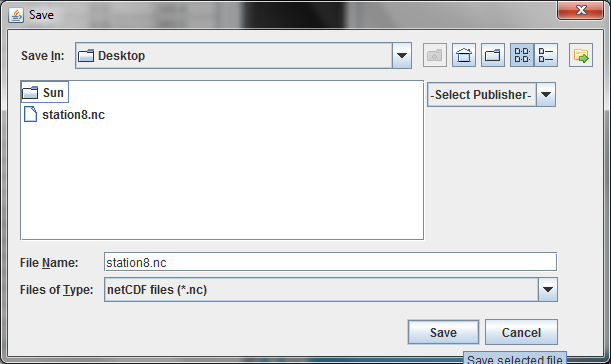 Save
Save In: Desktop
Sun
station8.nc
-Select Publisher-
File Name: station8.nc
Files of Type: netCDF files (*.nc)
Save Cancel
Save selected file